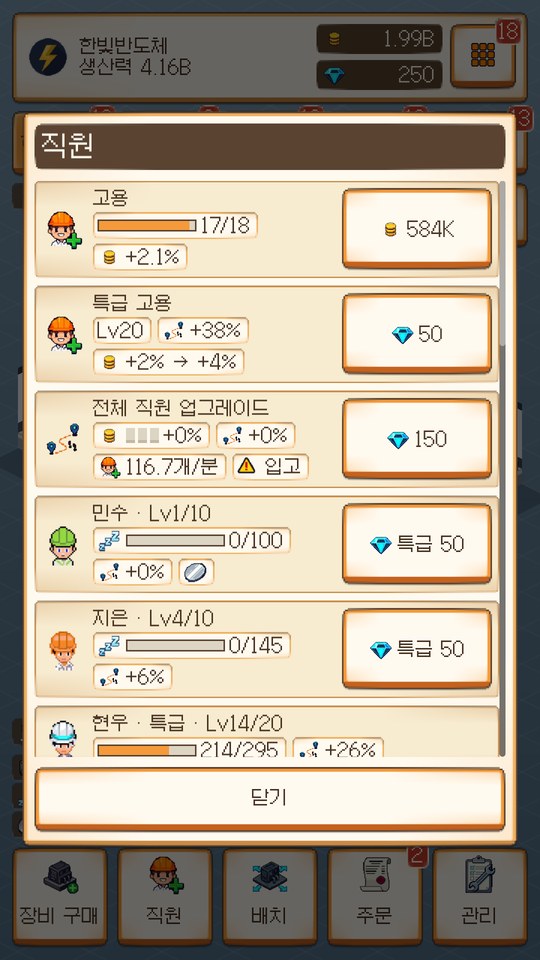 한빛반도체
생산력 4.16B
1.99B
250
18
13
직원
고용
17/18
+2.1%
584K
특급 고용
Lv20 +38%
+2% → +4%
50
전체 직원 업그레이드
+0% +0%
116.7개/분 입고
150
민수 · Lv1/10
0/100
+0%
특급 50
지은 · Lv4/10
0/145
+6%
특급 50
현우 · 특급 · Lv14/20
214/295 +26%
닫기
2
장비 구매 직원 배치 주문 관리